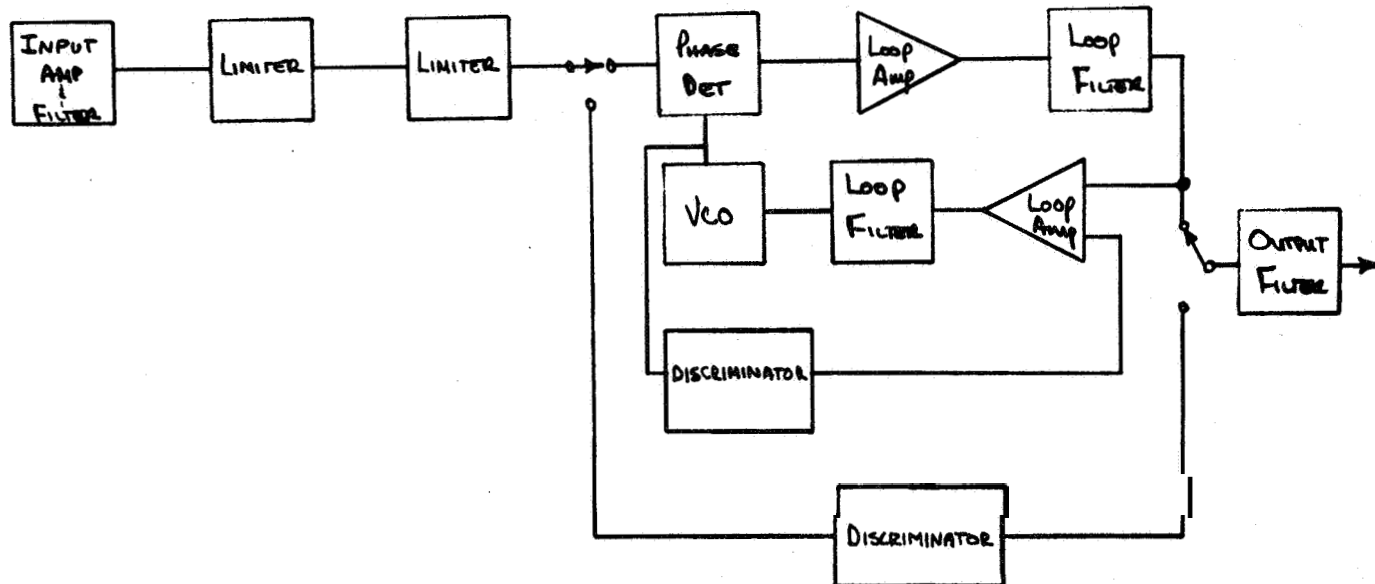 INPUT
AMP
&
FILTER
LIMITER
LIMITER
PHASE
DET
LOOP
AMP
LOOP
FILTER
VCO
LOOP
FILTER
LOOP
AMP
OUTPUT
FILTER
DISCRIMINATOR
DISCRIMINATOR